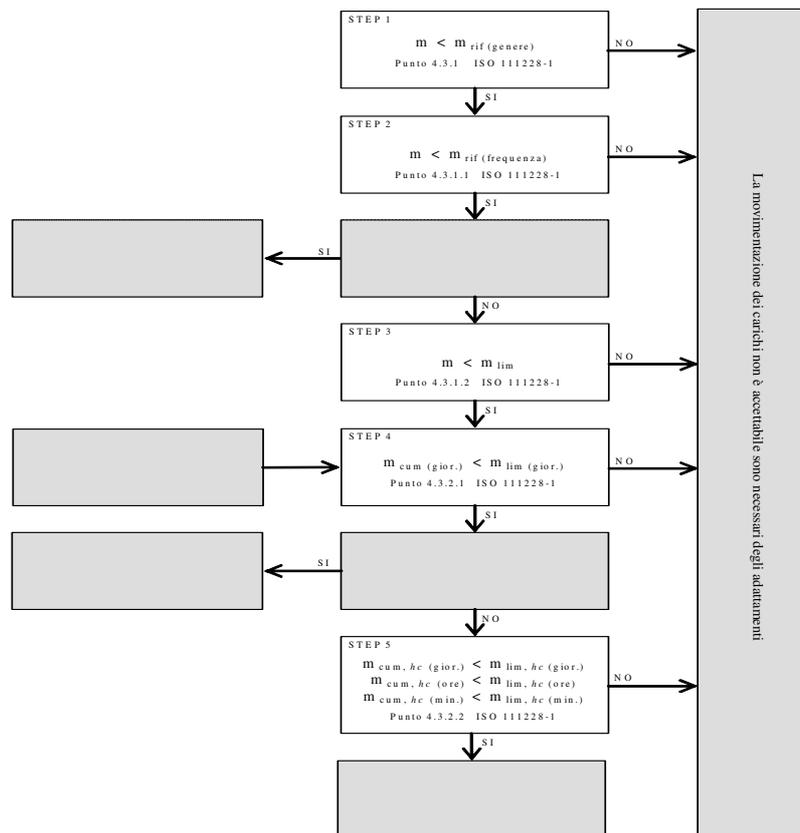 STEP 1
m < m rif (genere)
NO
Punto 4.3.1 ISO 111228-1
SI
STEP 2
m < m rif (frequenza)
NO
Punto 4.3.1.1 ISO 111228-1
SI
SI
NO
STEP 3
m < m lim
NO
Punto 4.3.1.2 ISO 111228-1
SI
STEP 4
m cum (gior.) < m lim (gior.)
NO
Punto 4.3.2.1 ISO 111228-1
SI
SI
NO
STEP 5
m cum, hc (gior.) < m lim, hc (gior.)
m cum, hc (ore) < m lim, hc (ore)
NO
m cum, hc (min.) < m lim, hc (min.)
Punto 4.3.2.2 ISO 111228-1
SI
La movimentazione dei carichi non è accettabile sono necessari degli adattamenti